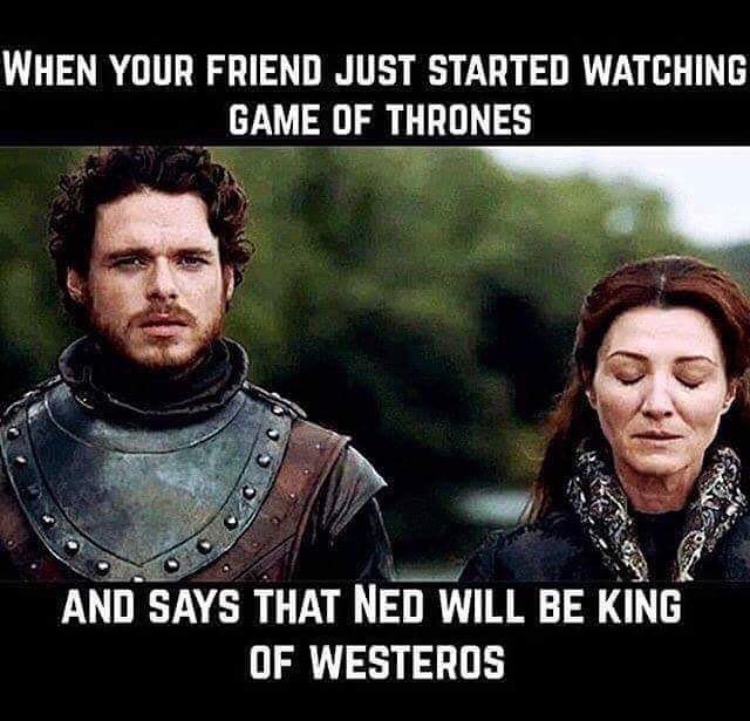 WHEN YOUR FRIEND JUST STARTED WATCHING
GAME OF THRONES
AND SAYS THAT NED WILL BE KING
OF WESTEROS